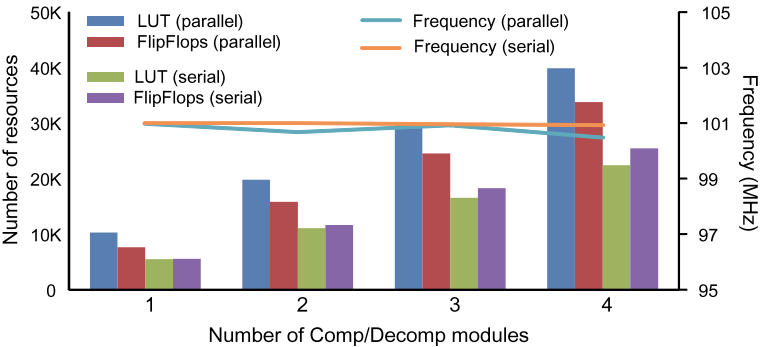 50K
40K
30K
20K
10K
0
Number of resources
LUT (parallel)
FlipFlops (parallel)
LUT (serial)
FlipFlops (serial)
Frequency (parallel)
Frequency (serial)
105
103
101
99
97
95
Frequency (MHz)
1 2 3 4
Number of Comp/Decomp modules